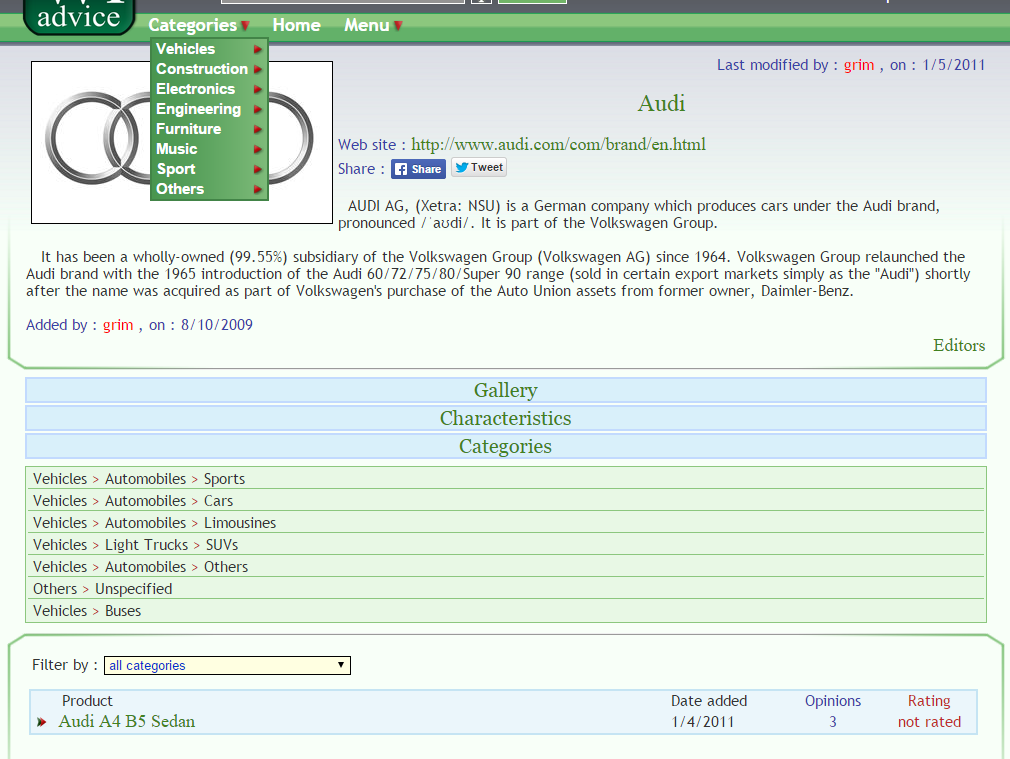 advice
Categories Home Menu
Vehicles
Construction
Electronics
Engineering
Furniture
Music
Sport
Others
Last modified by : grim , on : 1/5/2011
Audi
Web site : http://www.audi.com/com/brand/en.html
Share : Share Tweet
AUDI AG, (Xetra: NSU) is a German company which produces cars under the Audi brand,
pronounced /ˈaʊdi/. It is part of the Volkswagen Group.
It has been a wholly-owned (99.55%) subsidiary of the Volkswagen Group (Volkswagen AG) since 1964. Volkswagen Group relaunched the
Audi brand with the 1965 introduction of the Audi 60/72/75/80/Super 90 range (sold in certain export markets simply as the "Audi") shortly
after the name was acquired as part of Volkswagen's purchase of the Auto Union assets from former owner, Daimler-Benz.
Added by : grim , on : 8/10/2009
Editors
Gallery
Characteristics
Categories
Vehicles > Automobiles > Sports
Vehicles > Automobiles > Cars
Vehicles > Automobiles > Limousines
Vehicles > Light Trucks > SUVs
Vehicles > Automobiles > Others
Others > Unspecified
Vehicles > Buses
Filter by : all categories
Product Date added Opinions Rating
Audi A4 B5 Sedan 1/4/2011 3 not rated